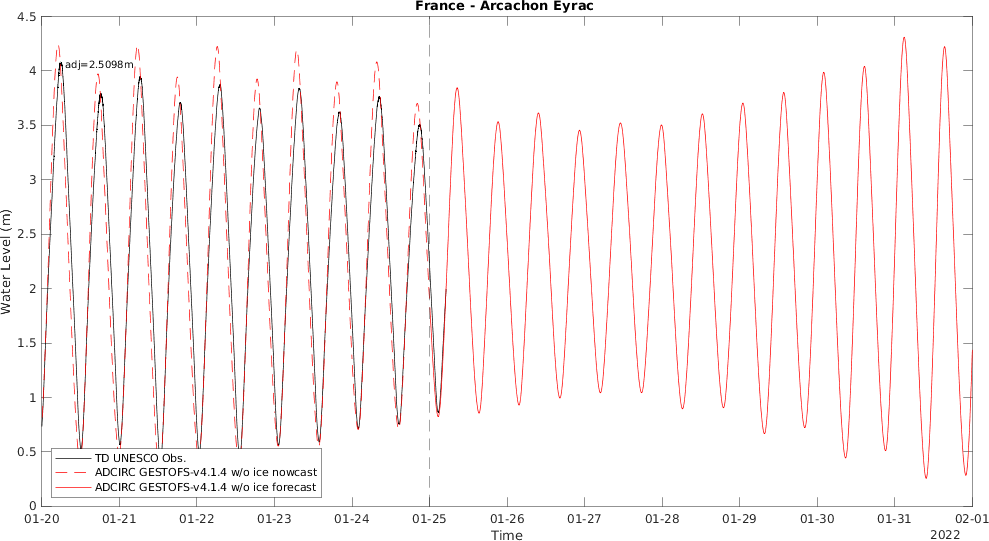 France - Arcachon Eyrac
4.5
4
3.5
3
2.5
2
1.5
1
0.5
0
Water Level (m)
adj=2.5098m
TD UNESCO Obs.
ADCIRC GESTOFS-v4.1.4 w/o ice nowcast
ADCIRC GESTOFS-v4.1.4 w/o ice forecast
01-20 01-21 01-22 01-23 01-24 01-25 01-26 01-27 01-28 01-29 01-30 01-31 02-01
Time
2022